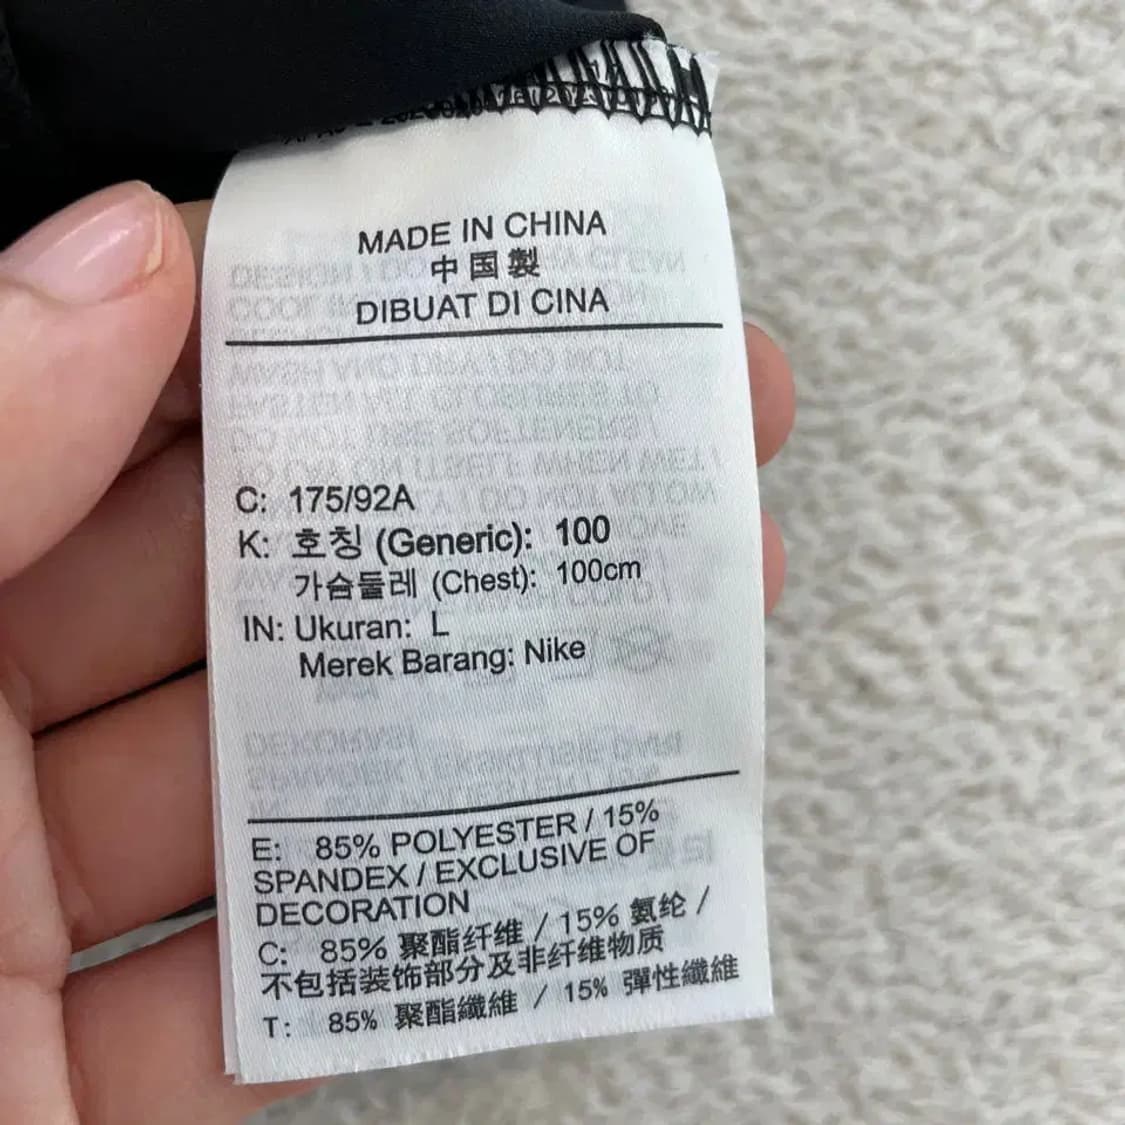 MADE IN CHINA
中国製
DIBUAT DI CINA
C: 175/92A
K: 호칭 (Generic): 100
가슴둘레 (Chest): 100cm
IN: Ukuran: L
Merek Barang: Nike
E: 85% POLYESTER / 15%
SPANDEX / EXCLUSIVE OF
DECORATION
C: 85% 聚酯纤维 / 15% 氨纶 /
不包括装饰部分及非纤维物质
T: 85% 聚酯纖維 / 15% 彈性纖維